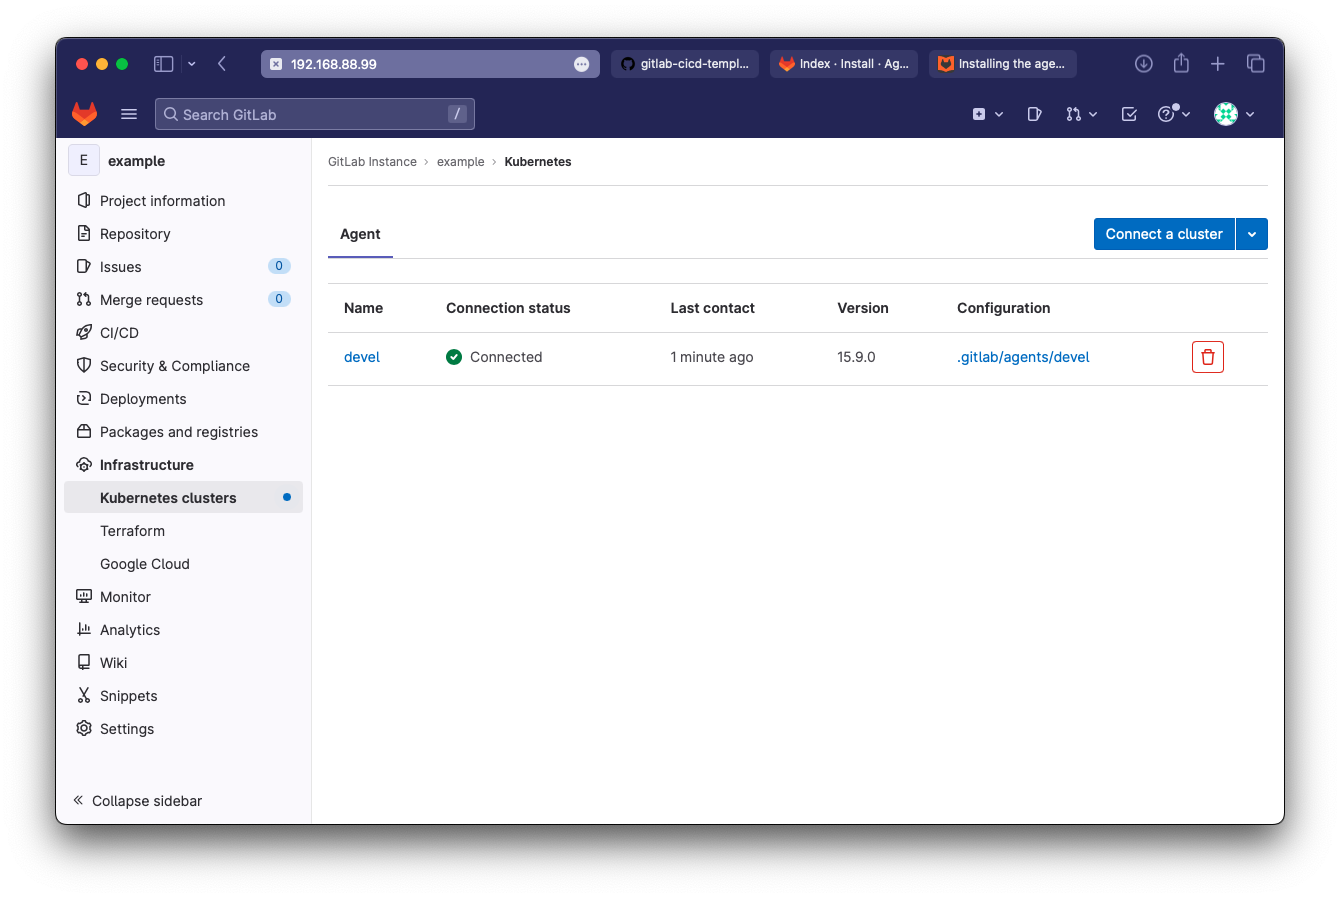 192.168.88.99
gitlab-cicd-templ...
Index · Install · Ag...
Installing the age...
Search GitLab
/
E
example
Project information
Repository
Issues
0
Merge requests
0
CI/CD
Security & Compliance
Deployments
Packages and registries
Infrastructure
Kubernetes clusters
Terraform
Google Cloud
Monitor
Analytics
Wiki
Snippets
Settings
Collapse sidebar
GitLab Instance › example › Kubernetes
Agent
Connect a cluster
Name Connection status Last contact Version Configuration
devel Connected 1 minute ago 15.9.0 .gitlab/agents/devel